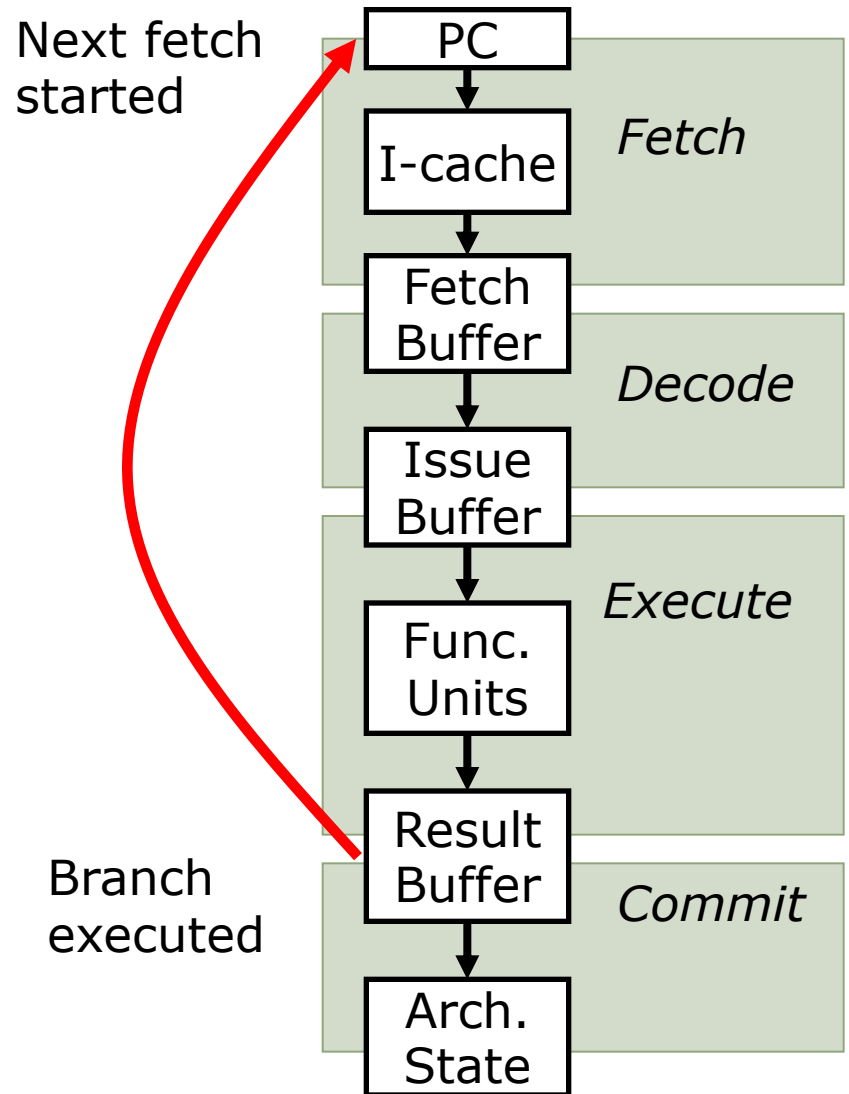 Next fetch
started
PC
Fetch
I-cache
Fetch
Buffer
Decode
Issue
Buffer
Execute
Func.
Units
Result
Buffer
Branch
executed
Commit
Arch.
State